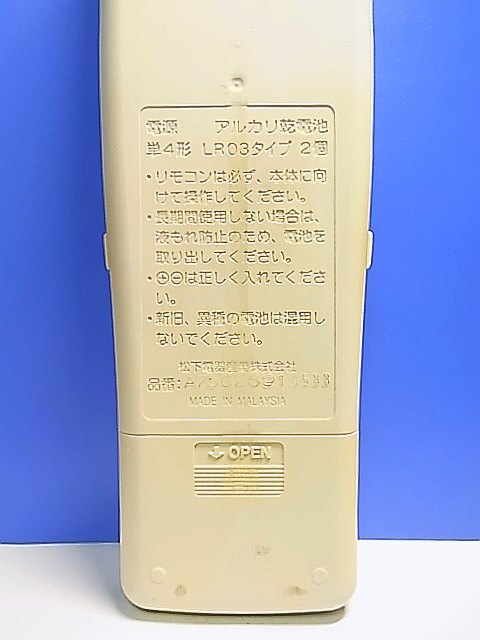 電源 アルカリ乾電池
単4形 LR03タイプ 2個
・リモコンは必ず、本体に向
けて操作してください。
・長期間使用しない場合は、
液もれ防止のため、電池を
取り出してください。
・⊕⊖は正しく入れてくださ
い。
・新旧、異種の電池は混用し
ないでください。
松下電器産業株式会社
品番:
MADE IN MALAYSIA
OPEN